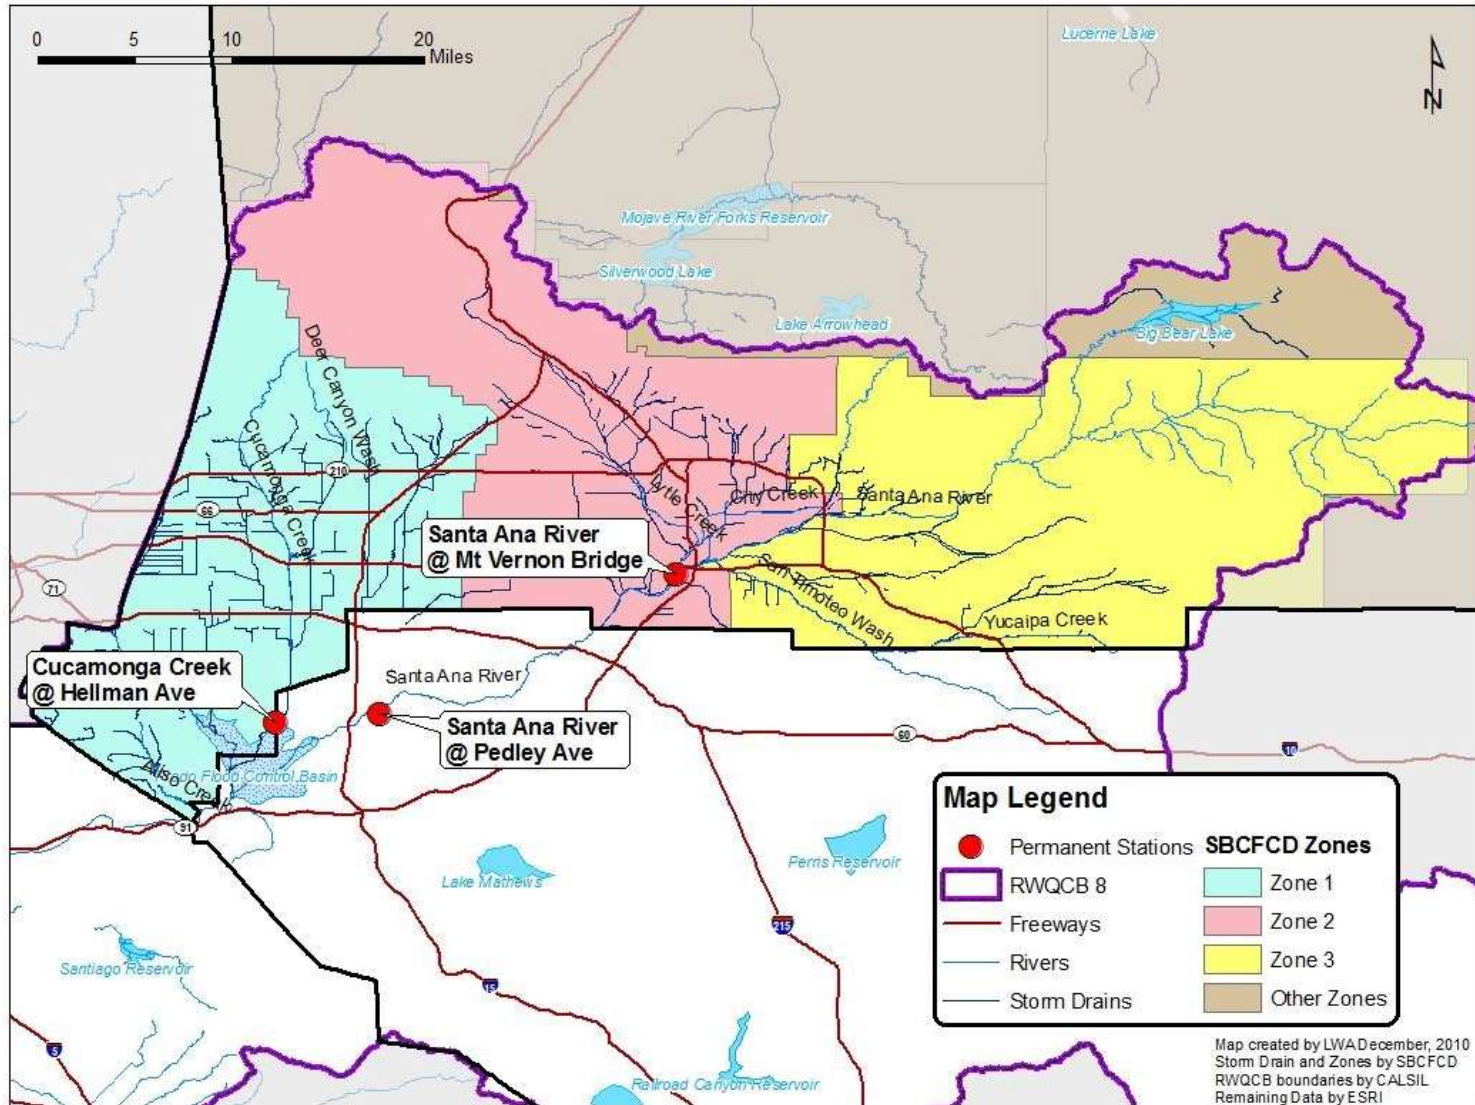 0 5 10 20
Miles
Lucerne Lake
N
Mojave River Forks Reservoir
Silverwood Lake
Lake Arrowhead
Big Bear Lake
Deer Canyon Wash
Cucamonga Creek
210
66
Lytle Creek
City Creek
Santa Ana River
Santa Ana River
@ Mt Vernon Bridge
71
San Timoteo Wash
Yucaipa Creek
Cucamonga Creek
@ Hellman Ave
Santa Ana River
Santa Ana River
@ Pedley Ave
60
10
Aliso Creek
Flood Control Basin
91
Lake Mathews
Perris Reservoir
215
Santiago Reservoir
15
5
Railroad Canyon Reservoir
Map Legend
Permanent Stations
RWQCB 8
Freeways
Rivers
Storm Drains
SBCFCD Zones
Zone 1
Zone 2
Zone 3
Other Zones
Map created by LWA December, 2010
Storm Drain and Zones by SBCFCD
RWQCB boundaries by CALSIL
Remaining Data by ESRI